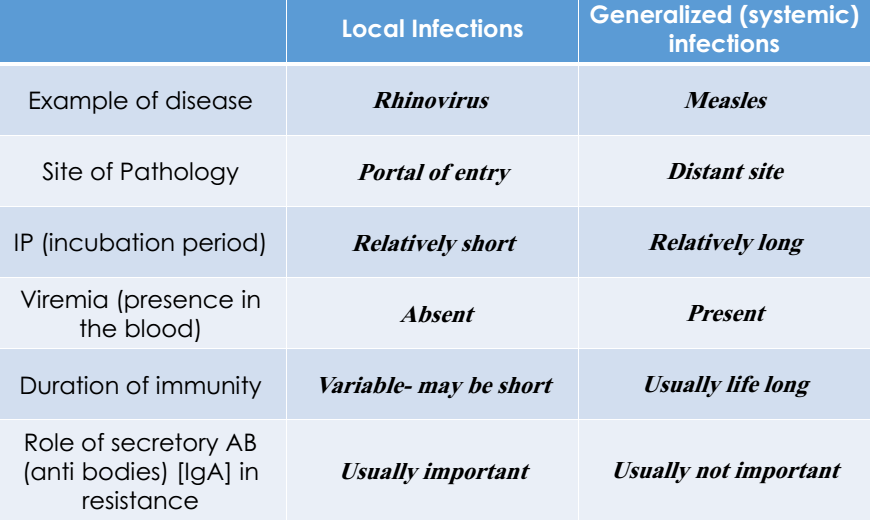 Local Infections
Generalized (systemic)
infections
Example of disease
Rhinovirus
Measles
Site of Pathology
Portal of entry
Distant site
IP (incubation period)
Relatively short
Relatively long
Viremia (presence in
the blood)
Absent
Present
Duration of immunity
Variable- may be short
Usually life long
Role of secretory AB
(anti bodies) [IgA] in
resistance
Usually important
Usually not important